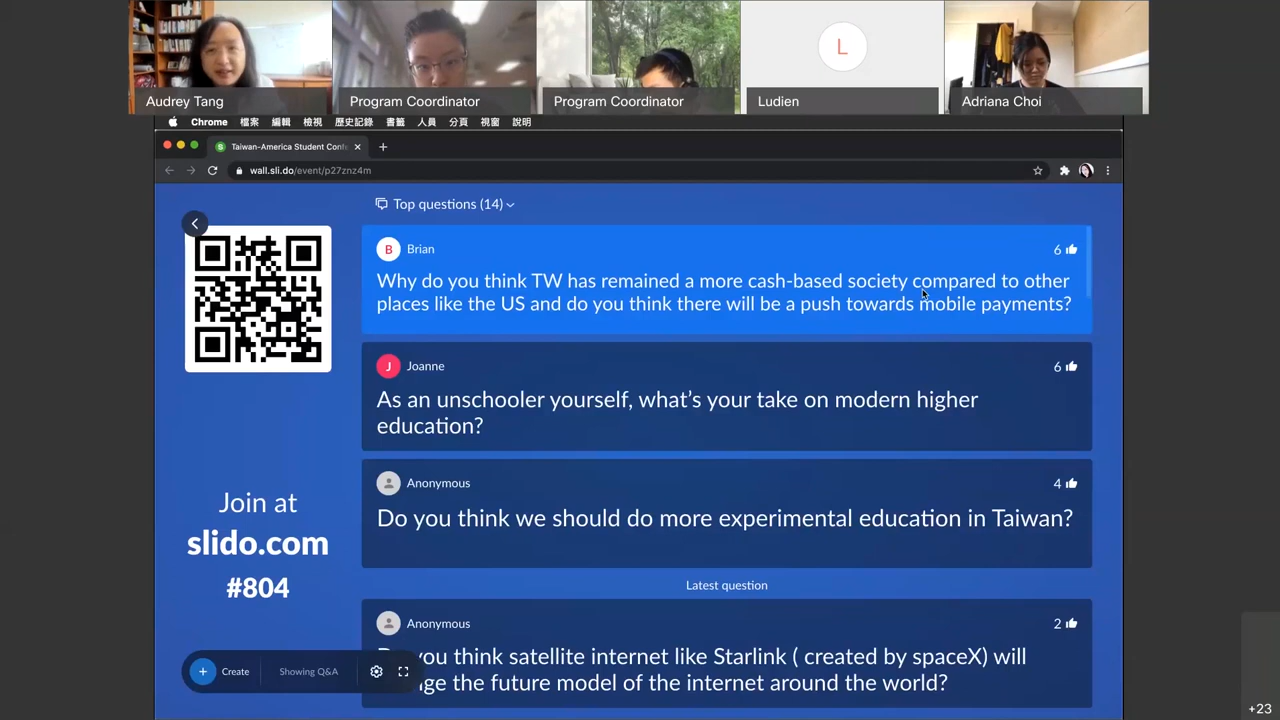 Audrey Tang
Program Coordinator
Program Coordinator
L
Ludien
Adriana Choi
Chrome 檔案 編輯 檢視 歷史記錄 書籤 人員 分頁 視窗 說明
S Taiwan-America Student Conf
wall.sli.do/event/p27znz4m
Top questions (14)
B Brian 6
Why do you think TW has remained a more cash-based society compared to other
places like the US and do you think there will be a push towards mobile payments?
J Joanne 6
As an unschooler yourself, what's your take on modern higher
education?
Anonymous 4
Do you think we should do more experimental education in Taiwan?
Join at
slido.com
#804
Latest question
Anonymous 2
you think satellite internet like Starlink ( created by spaceX) will
ge the future model of the internet around the world?
+ Create Showing Q&A
+23